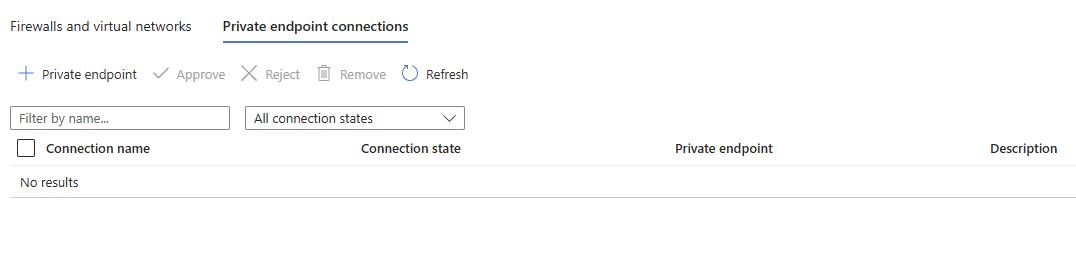 Firewalls and virtual networks Private endpoint connections
Private endpoint Approve Reject Remove Refresh
Filter by name... All connection states
Connection name Connection state Private endpoint Description
No results